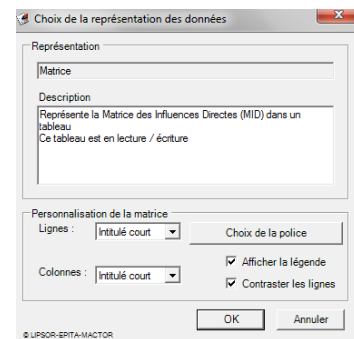 Choix de la représentation des données
Représentation
Matrice
Description
Représente la Matrice des Influences Directes (MID) dans un
tableau
Ce tableau est en lecture / écriture
Personnalisation de la matrice
Lignes : Intitulé court Choix de la police
Afficher la légende
Colonnes : Intitulé court Contraster les lignes
OK Annuler
© LIPSOR-EPITA-MACTOR